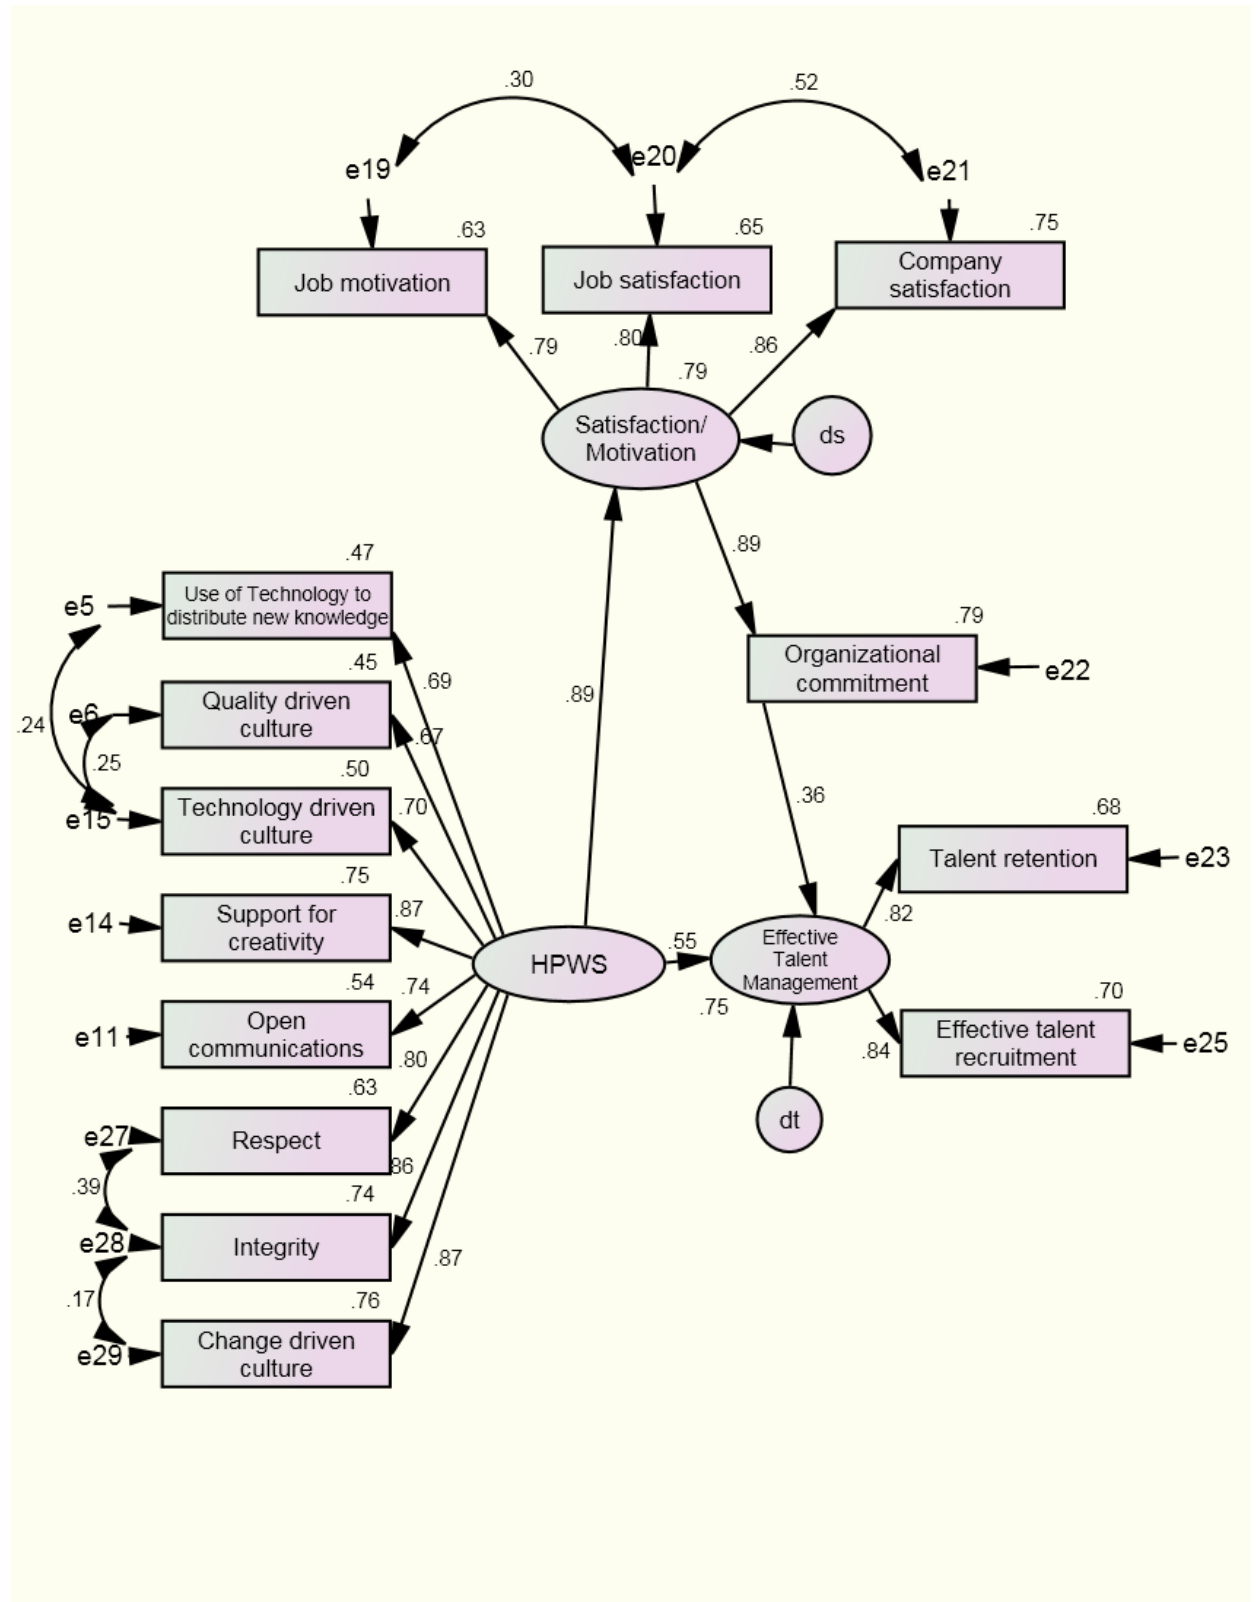 .30
.52
e19
e20
e21
.63
.65
.75
Job motivation
Job satisfaction
Company
satisfaction
.79
.80
.86
.79
Satisfaction/
Motivation
ds
.89
.47
e5
Use of Technology to
distribute new knowledge
.79
Organizational
commitment
e22
.45
.69
.89
e6
Quality driven
culture
.24
.67
.25
.50
.70
.36
e15
Technology driven
culture
.68
Talent retention
e23
.75
.87
.82
e14
Support for
creativity
HPWS
.55
Effective
Talent
Management
.54
.74
.75
.70
e11
Open
communications
.80
.84
Effective talent
recruitment
e25
.63
dt
e27
Respect
86
.39
.74
e28
Integrity
.87
.17
.76
e29
Change driven
culture